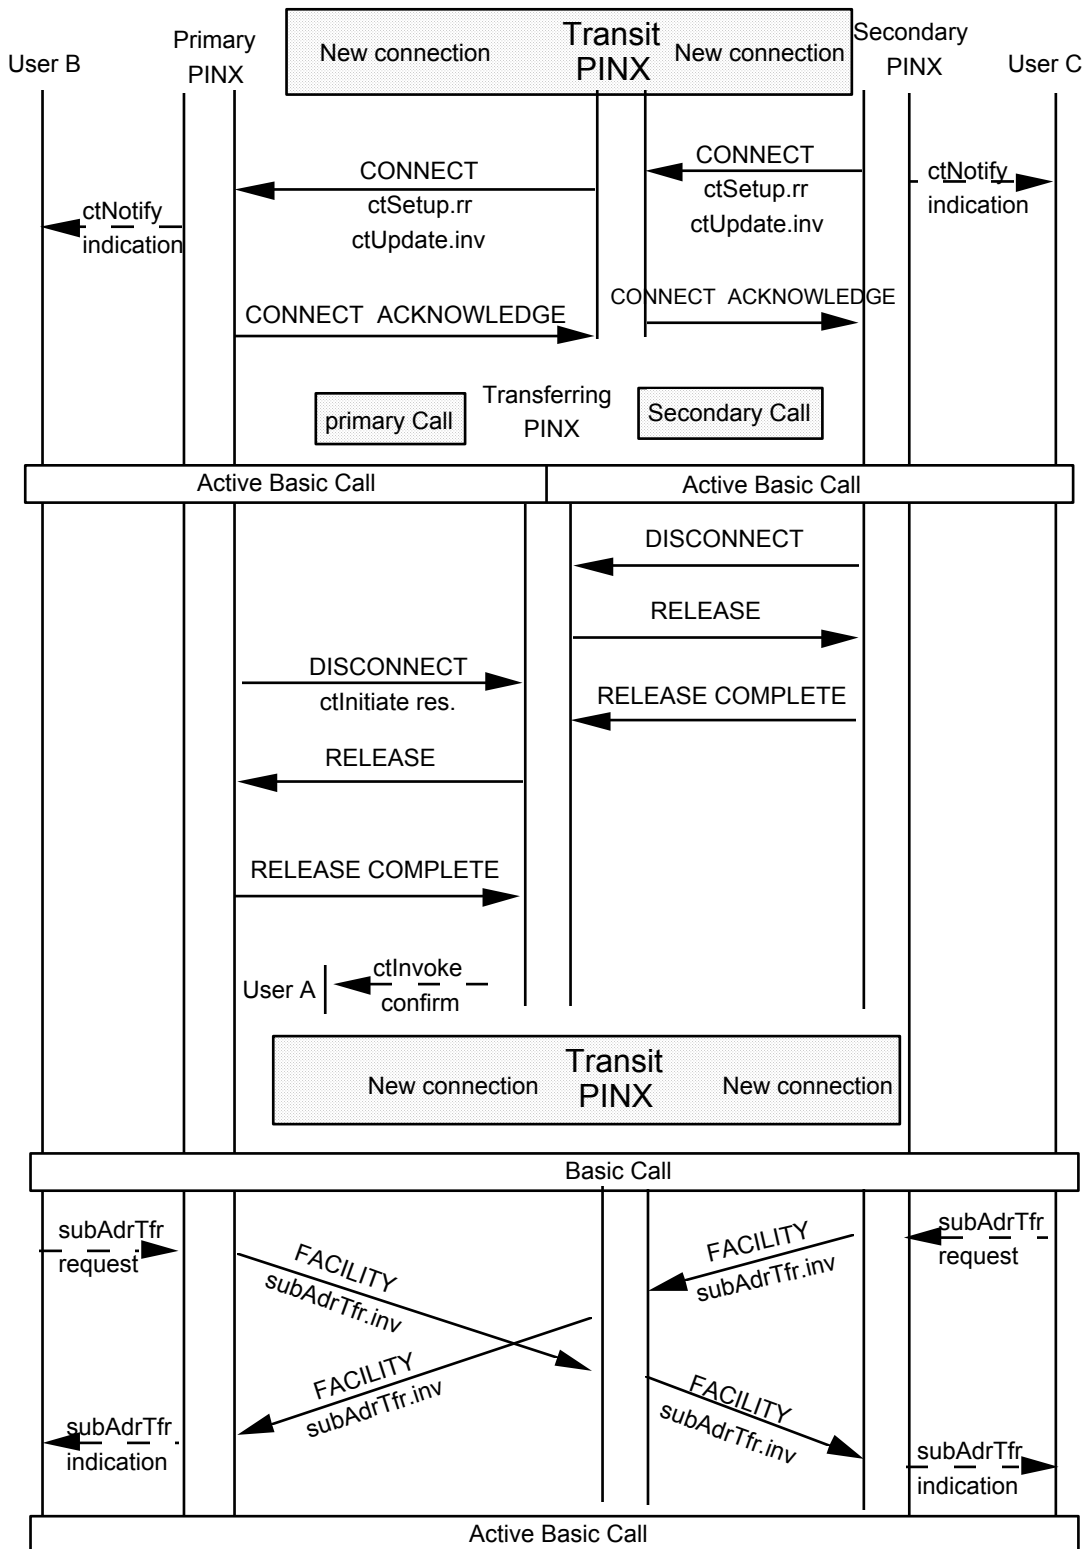 User B
Primary
PINX
New connection
Transit
PINX
New connection
Secondary
PINX
User C
CONNECT
ctSetup.rr
ctUpdate.inv
CONNECT
ctSetup.rr
ctUpdate.inv
ctNotify
indication
ctNotify
indication
CONNECT ACKNOWLEDGE
CONNECT ACKNOWLEDGE
primary Call
Transferring
PINX
Secondary Call
Active Basic Call
Active Basic Call
DISCONNECT
RELEASE
DISCONNECT
ctInitiate res.
RELEASE COMPLETE
RELEASE
RELEASE COMPLETE
User A
ctInvoke
confirm
New connection
Transit
PINX
New connection
Basic Call
subAdrTfr
request
FACILITY
subAdrTfr.inv
FACILITY
subAdrTfr.inv
subAdrTfr
request
FACILITY
subAdrTfr.inv
FACILITY
subAdrTfr.inv
subAdrTfr
indication
subAdrTfr
indication
Active Basic Call